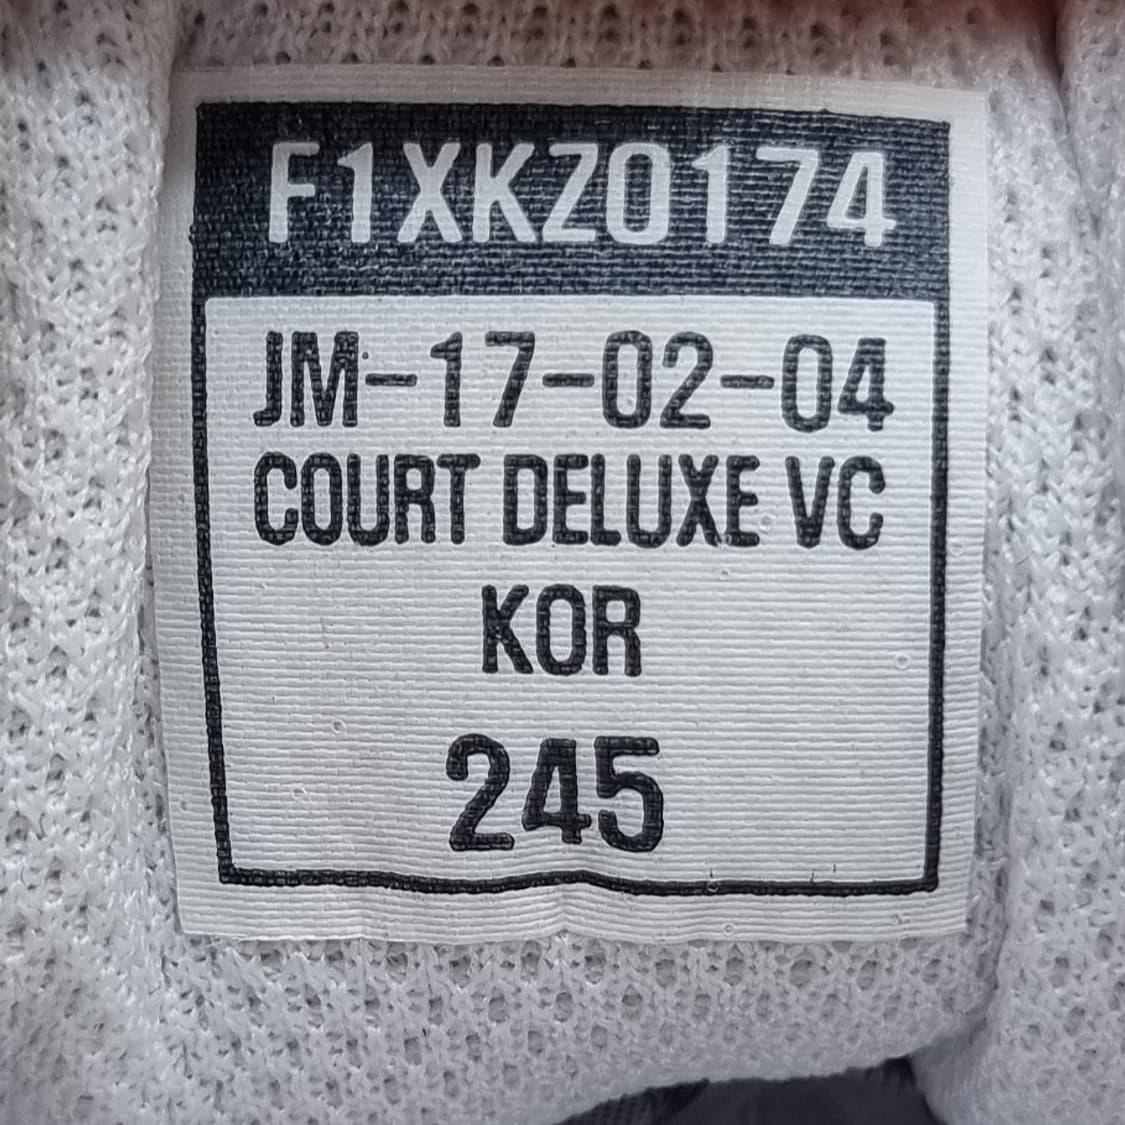 F1XKZ0174
JM-17-02-04
COURT DELUXE VC
KOR
245